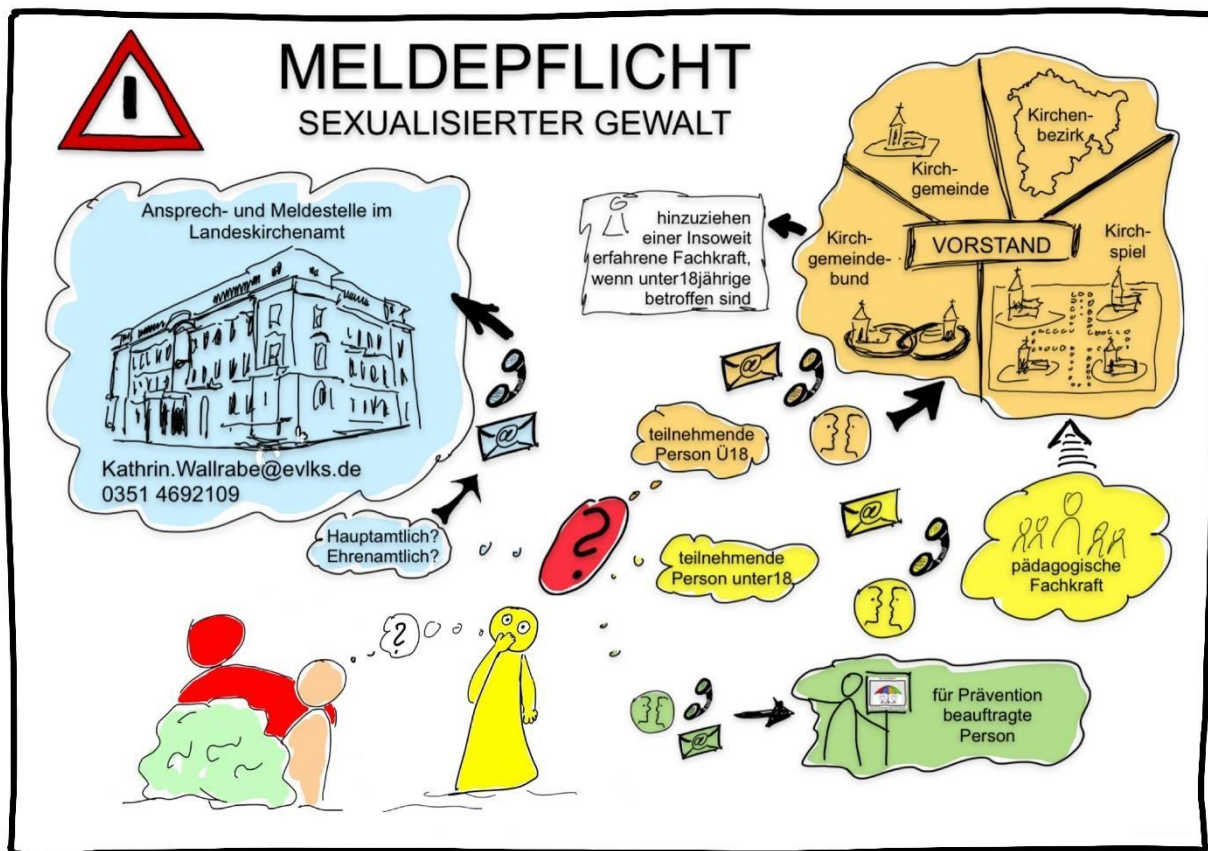 MELDEPFLICHT
SEXUALISIERTER GEWALT
Ansprech- und Meldestelle im
Landeskirchenamt
Kathrin.Wallrabe@evlks.de
0351 4692109
Hauptamtlich?
Ehrenamtlich?
@
hinzuziehen
einer Insoweit
erfahrene Fachkraft,
wenn unter18jährige
betroffen sind
Kirch-
gemeinde
Kirchen-
bezirk
Kirch-
gemeinde-
bund
VORSTAND
Kirch-
spiel
@
teilnehmende
Person Ü18
?
teilnehmende
Person unter18
@
pädagogische
Fachkraft
?
@
für Prävention
beauftragte
Person